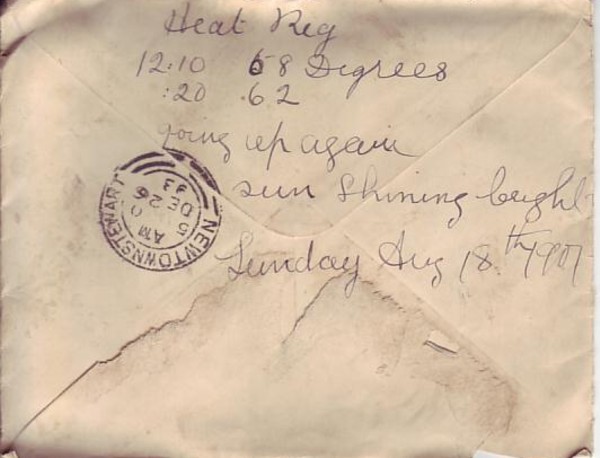 Heat Reg
12.10 68 Degrees
:20 .62
going up again
sun shining bright
Sunday Aug 18th 1907
NEWTOWNSTEWART
AM
5
DE 26
93